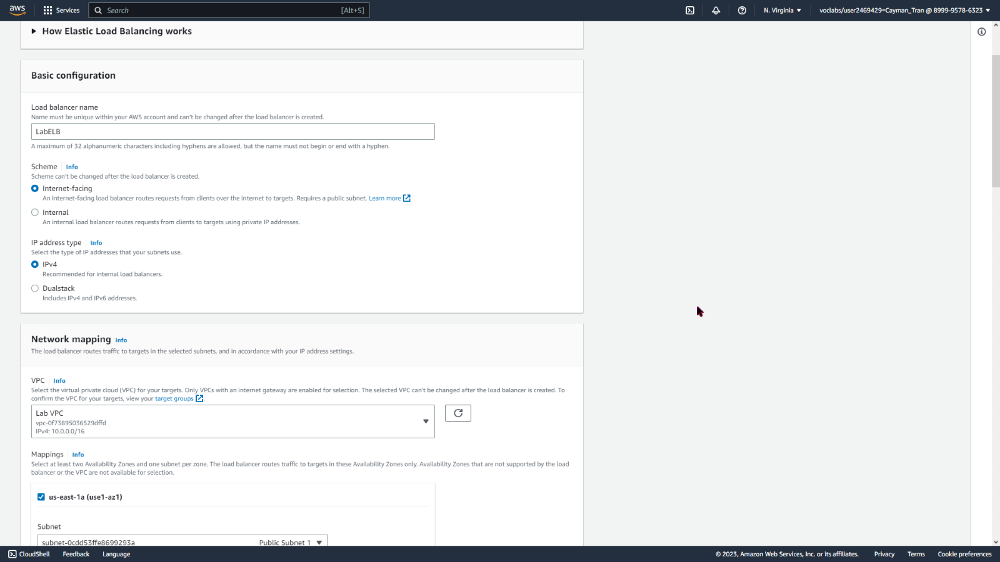 aws
Services
Search
[Alt+S]
N. Virginia
voclabs/user2469429=Cayman_Tran @ 8999-9578-6323
How Elastic Load Balancing works
Basic configuration
Load balancer name
Name must be unique within your AWS account and can't be changed after the load balancer is created.
LabELB
A maximum of 32 alphanumeric characters including hyphens are allowed, but the name must not begin or end with a hyphen.
Scheme Info
Scheme can't be changed after the load balancer is created.
Internet-facing
An internet-facing load balancer routes requests from clients over the internet to targets. Requires a public subnet. Learn more
Internal
An internal load balancer routes requests from clients to targets using private IP addresses.
IP address type Info
Select the type of IP addresses that your subnets use.
IPv4
Recommended for internal load balancers.
Dualstack
Includes IPv4 and IPv6 addresses.
Network mapping Info
The load balancer routes traffic to targets in the selected subnets, and in accordance with your IP address settings.
VPC Info
Select the virtual private cloud (VPC) for your targets. Only VPCs with an internet gateway are enabled for selection. The selected VPC can't be changed after the load balancer is created. To
confirm the VPC for your targets, view your target groups.
Lab VPC
vpc-0f73895036529dffd
IPv4: 10.0.0.0/16
Mappings Info
Select at least two Availability Zones and one subnet per zone. The load balancer routes traffic to targets in these Availability Zones only. Availability Zones that are not supported by the load
balancer or the VPC are not available for selection.
us-east-1a (use1-az1)
Subnet
subnet-0cdd53ffe8699293a
Public Subnet 1
CloudShell
Feedback
Language
© 2023, Amazon Web Services, Inc. or its affiliates.
Privacy
Terms
Cookie preferences